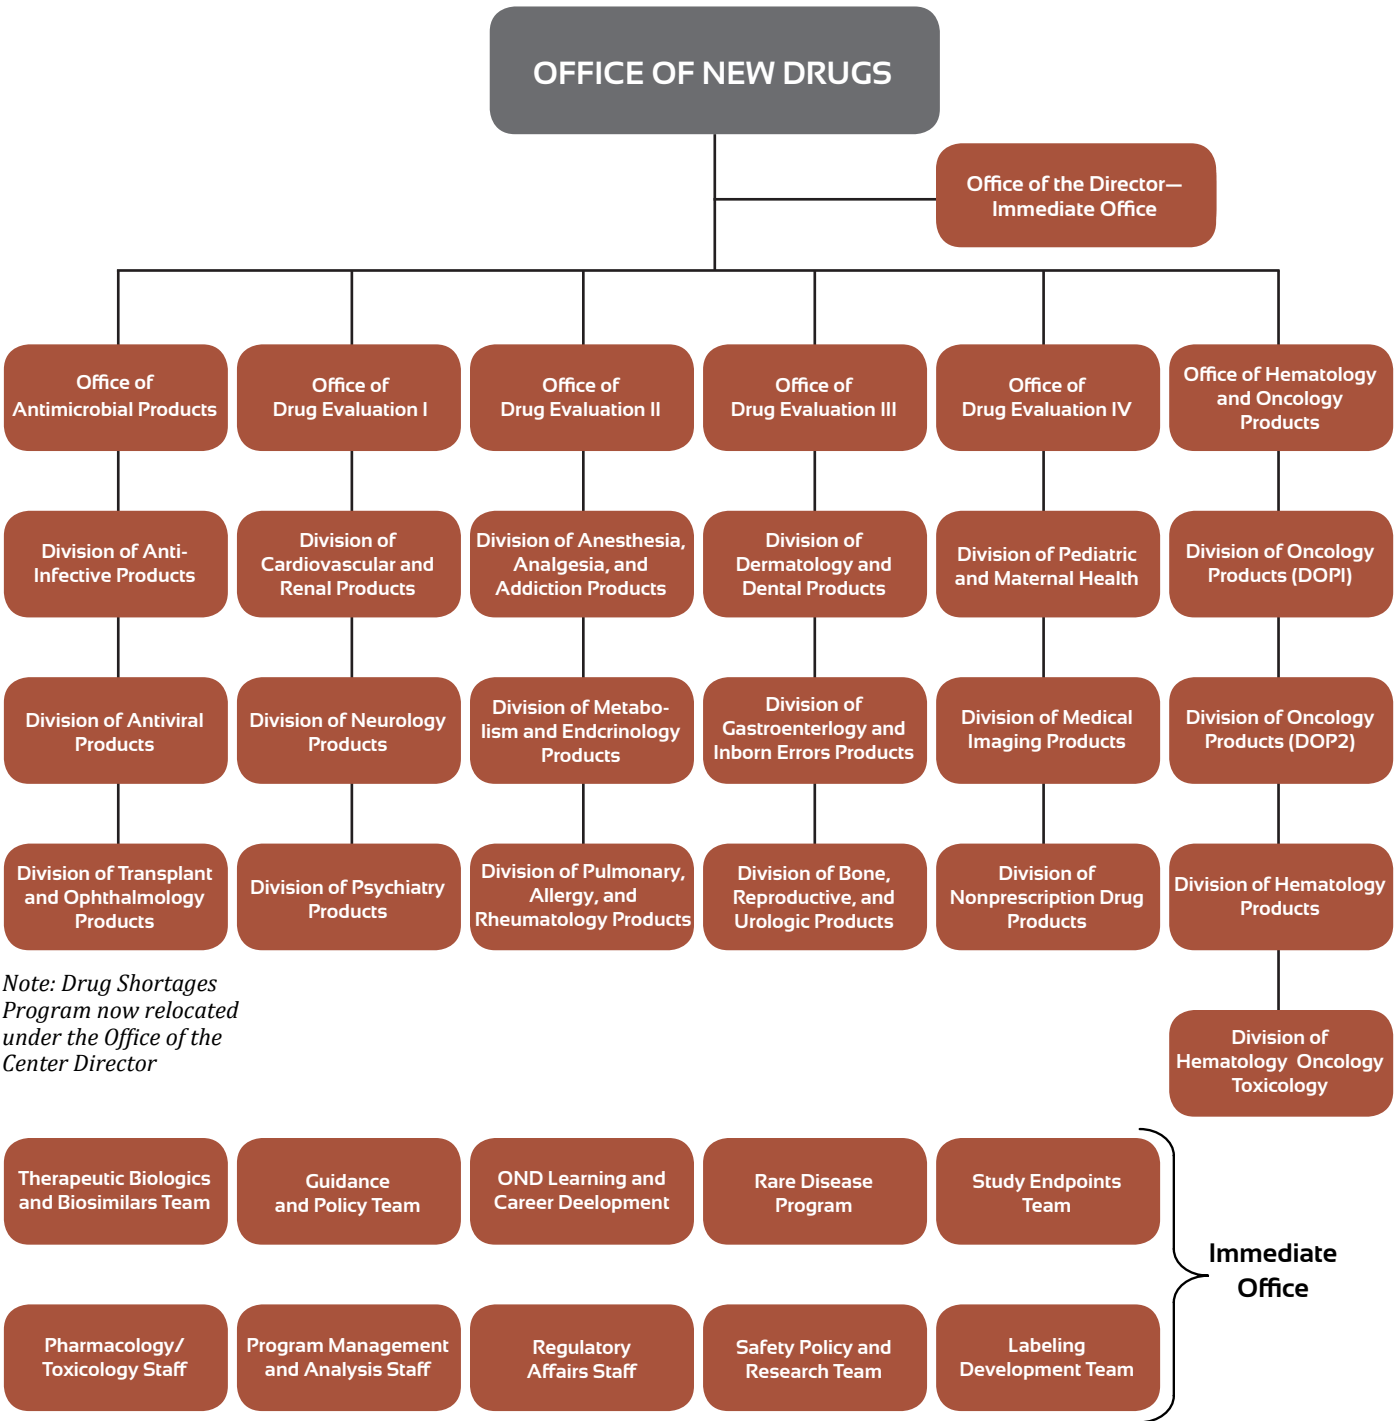 OFFICE OF NEW DRUGS
Office of the Director—
Immediate Office
Office of
Antimicrobial Products
Office of
Drug Evaluation I
Office of
Drug Evaluation II
Office of
Drug Evaluation III
Office of
Drug Evaluation IV
Office of Hematology
and Oncology
Products
Division of Anti-
Infective Products
Division of
Cardiovascular and
Renal Products
Division of Anesthesia,
Analgesia, and
Addiction Products
Division of
Dermatology and
Dental Products
Division of Pediatric
and Maternal Health
Division of Oncology
Products (DOP1)
Division of Antiviral
Products
Division of Neurology
Products
Division of Metabo-
lism and Endcrinology
Products
Division of
Gastroenterlogy and
Inborn Errors Products
Division of Medical
Imaging Products
Division of Oncology
Products (DOP2)
Division of Transplant
and Ophthalmology
Products
Division of Psychiatry
Products
Division of Pulmonary,
Allergy, and
Rheumatology Products
Division of Bone,
Reproductive, and
Urologic Products
Division of
Nonprescription Drug
Products
Division of Hematology
Products
Note: Drug Shortages
Program now relocated
under the Office of the
Center Director
Division of
Hematology Oncology
Toxicology
Therapeutic Biologics
and Biosimilars Team
Guidance
and Policy Team
OND Learning and
Career Deelopment
Rare Disease
Program
Study Endpoints
Team
Immediate
Office
Pharmacology/
Toxicology Staff
Program Management
and Analysis Staff
Regulatory
Affairs Staff
Safety Policy and
Research Team
Labeling
Development Team